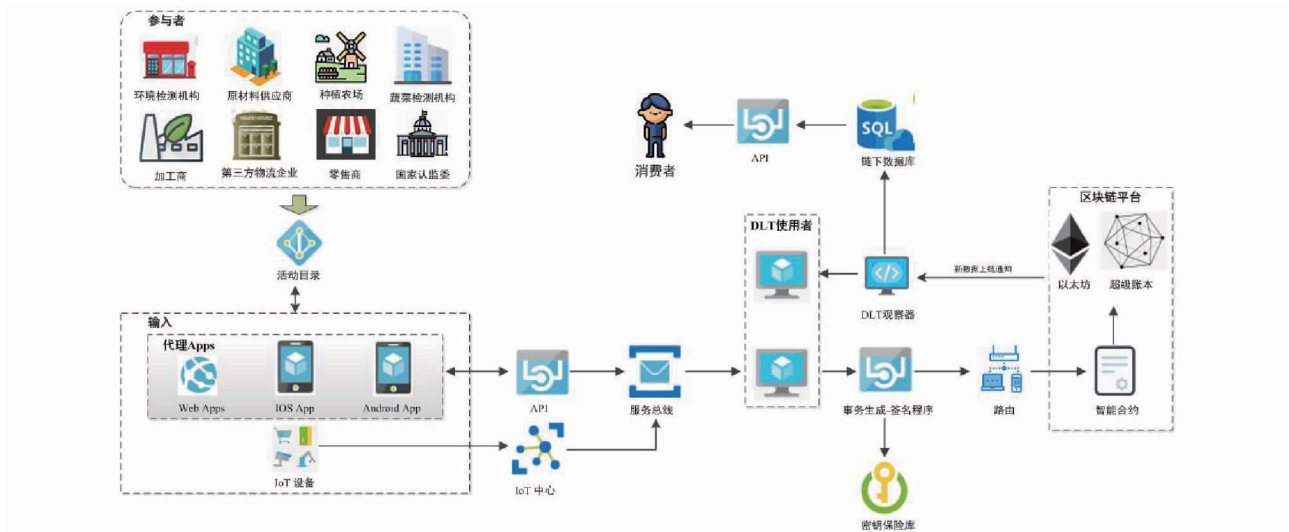 参与者
环境检测机构
原材料供应商
种植农场
蔬菜检测机构
WAREHOUSE
加工商
第三方物流企业
零售商
国家认监委
活动目录
输入
代理Apps
Web Apps
IOS App
Android App
IoT 设备
API
IoT 中心
服务总线
消费者
API
SQL
链下数据库
DLT使用者
DLT观察器
新数据上链通知
事务生成-签名程序
密钥保险库
路由
区块链平台
以太坊
超级账本
智能合约